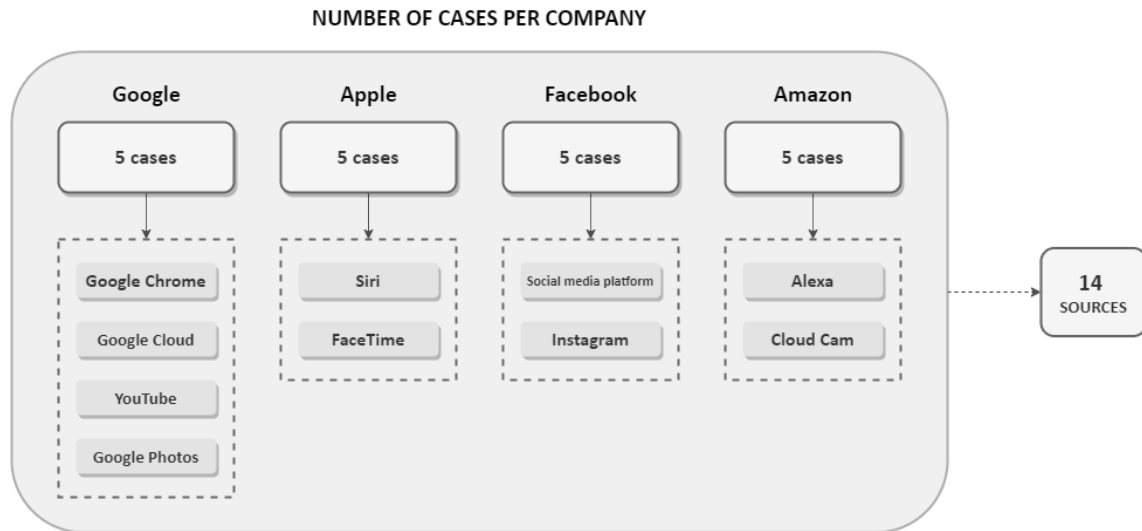 NUMBER OF CASES PER COMPANY
Google
Apple
Facebook
Amazon
5 cases
5 cases
5 cases
5 cases
Google Chrome
Google Cloud
YouTube
Google Photos
Siri
FaceTime
Social media platform
Instagram
Alexa
Cloud Cam
14
SOURCES